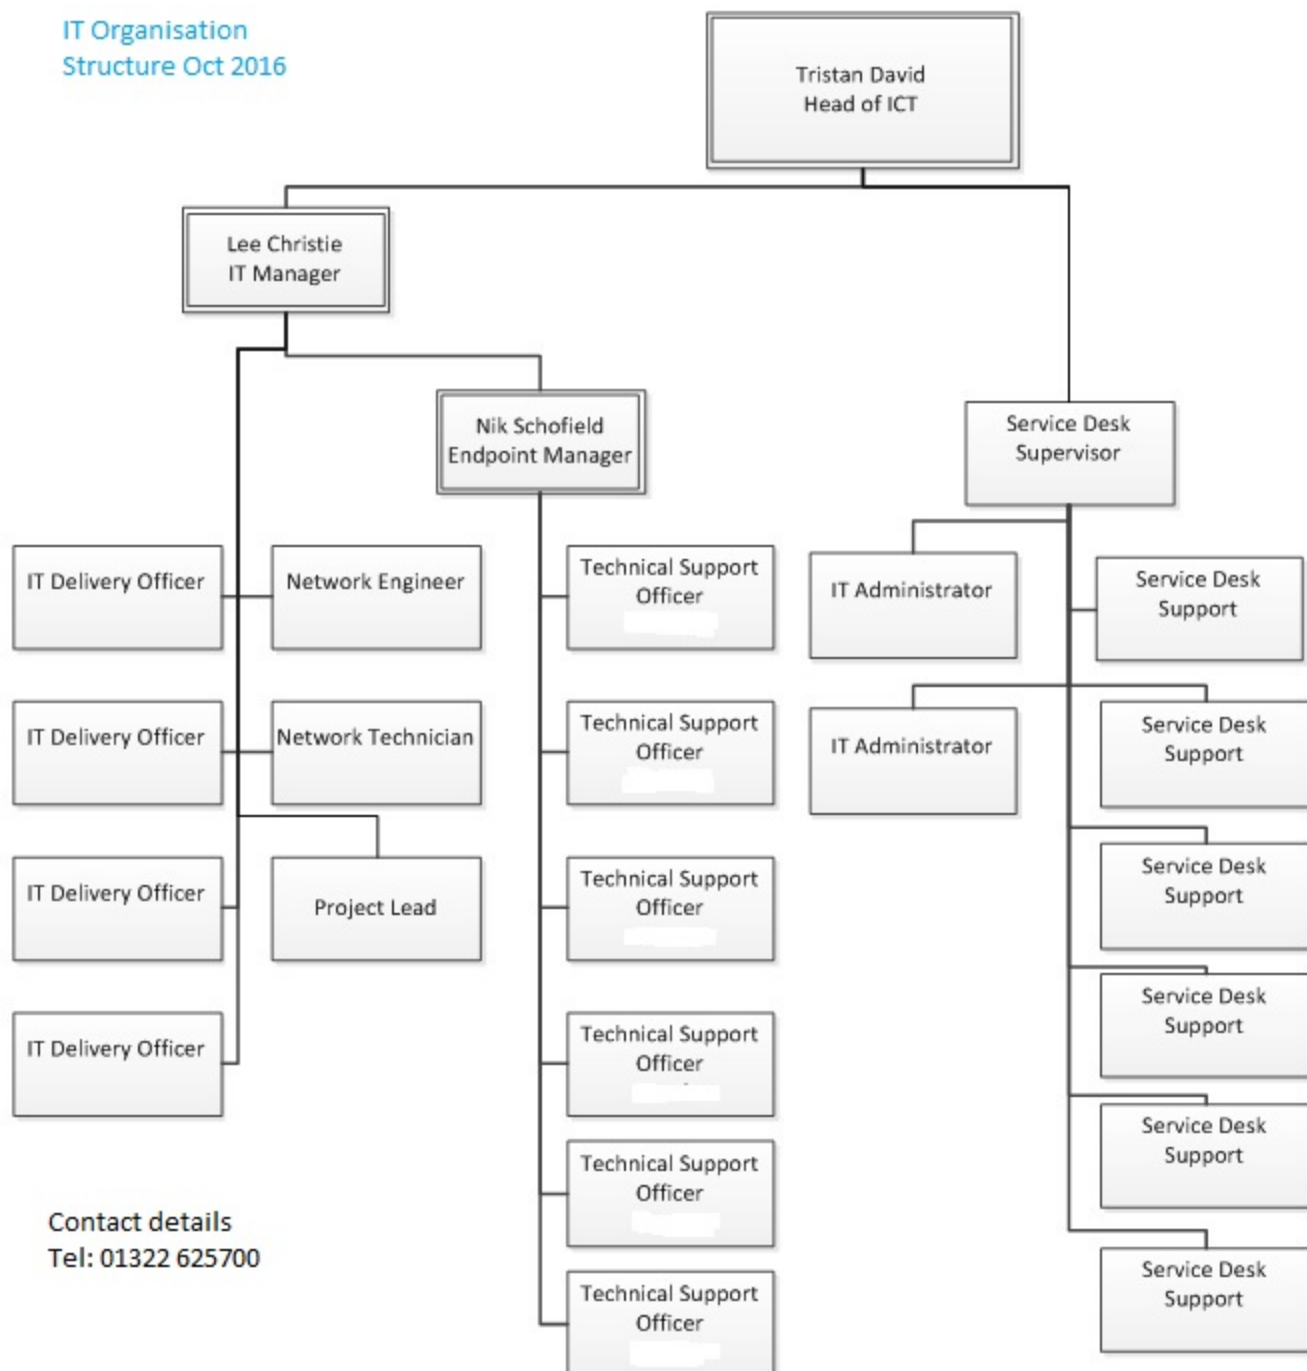 IT Organisation
Structure Oct 2016
Tristan David
Head of ICT
Lee Christie
IT Manager
Nik Schofield
Endpoint Manager
Service Desk
Supervisor
IT Delivery Officer
IT Delivery Officer
IT Delivery Officer
IT Delivery Officer
Network Engineer
Network Technician
Project Lead
Technical Support
Officer
Technical Support
Officer
Technical Support
Officer
Technical Support
Officer
Technical Support
Officer
Technical Support
Officer
IT Administrator
IT Administrator
Service Desk
Support
Service Desk
Support
Service Desk
Support
Service Desk
Support
Service Desk
Support
Service Desk
Support
Contact details
Tel: 01322 625700